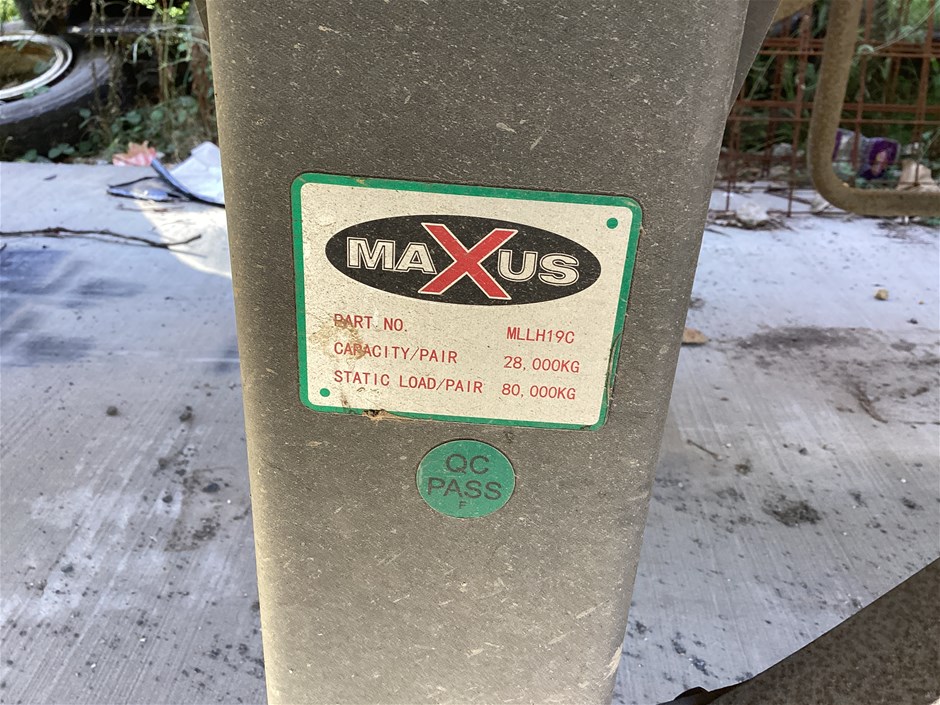 MAXUS
PART NO. MLLH19C
CAPACITY/PAIR 28,000KG
STATIC LOAD/PAIR 80,000KG
QC
PASS
F